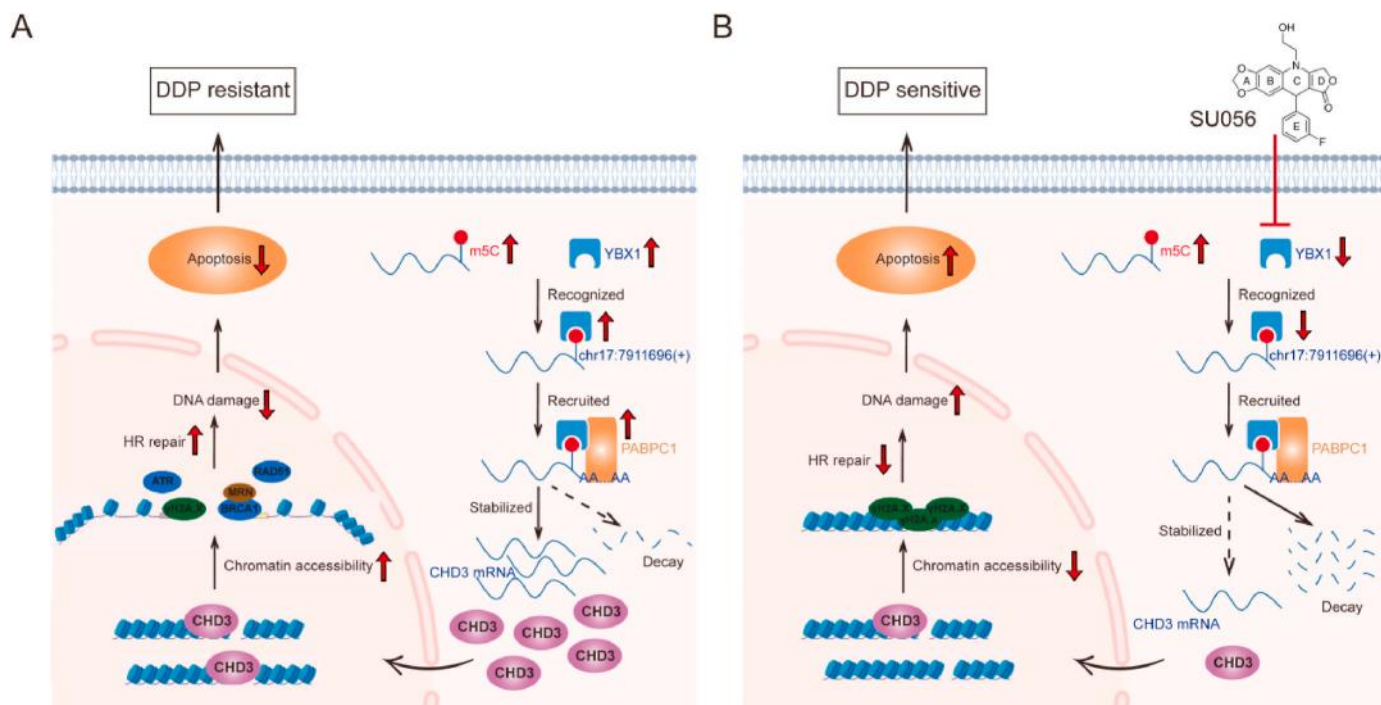 A
DDP resistant
Apoptosis
m5C
YBX1
Recognized
chr17:7911696(+)
DNA damage
Recruited
HR repair
PABPC1
ATR
RAD51
MRN
γH2A.X
BRCA1
AA AA
Stabilized
Chromatin accessibility
CHD3 mRNA
Decay
CHD3
CHD3
CHD3
CHD3
CHD3
CHD3
CHD3
B
DDP sensitive
OH
N
O
O
A
B
C
D
O
O
E
F
SU056
Apoptosis
m5C
YBX1
Recognized
chr17:7911696(+)
DNA damage
Recruited
HR repair
PABPC1
AA AA
γH2A.X
γH2A.X
γH2A.X
Stabilized
Chromatin accessibility
Decay
CHD3 mRNA
CHD3
CHD3